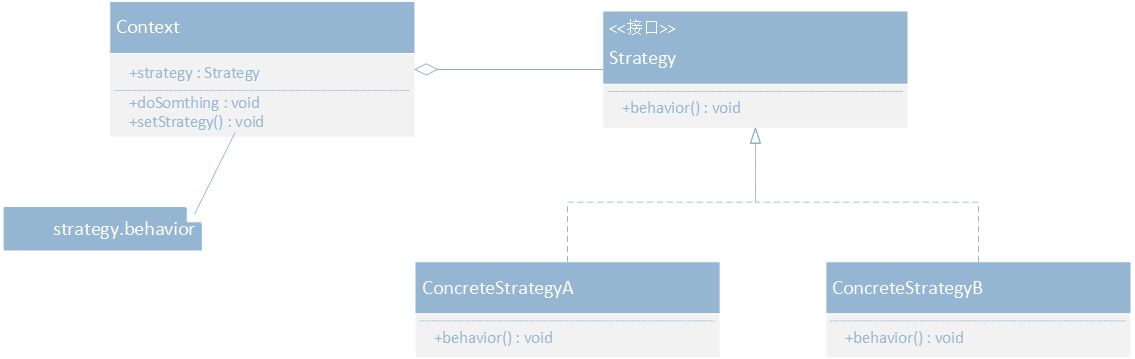 Context
+strategy : Strategy
+doSomthing : void
+setStrategy() : void
<<接口>>
Strategy
+behavior() : void
strategy.behavior
ConcreteStrategyA
+behavior() : void
ConcreteStrategyB
+behavior() : void